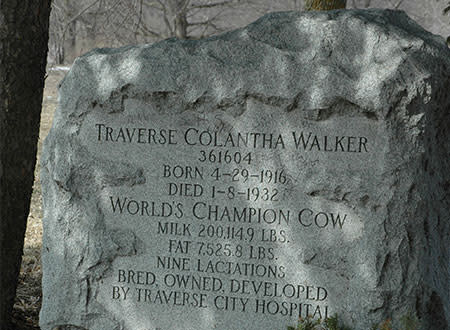 TRAVERSE COLANTHA WALKER
361604
BORN 4-29-1916
DIED 1-8-1932
WORLD'S CHAMPION COW
MILK 200,114.9 LBS.
FAT 7,525.8 LBS.
NINE LACTATIONS
BRED, OWNED, DEVELOPED
BY TRAVERSE CITY HOSPITAL